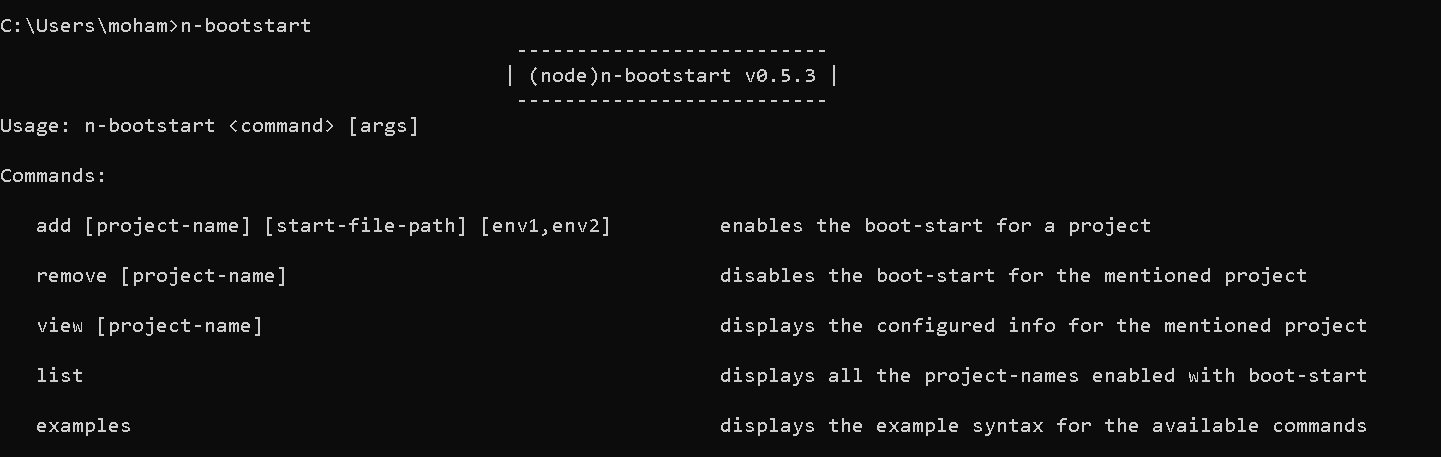 C:\Users\moham>n-bootstart
---------------------------
| (node)n-bootstart v0.5.3 |
---------------------------
Usage: n-bootstart <command> [args]
Commands:
add [project-name] [start-file-path] [env1,env2] enables the boot-start for a project
remove [project-name] disables the boot-start for the mentioned project
view [project-name] displays the configured info for the mentioned project
list displays all the project-names enabled with boot-start
examples displays the example syntax for the available commands